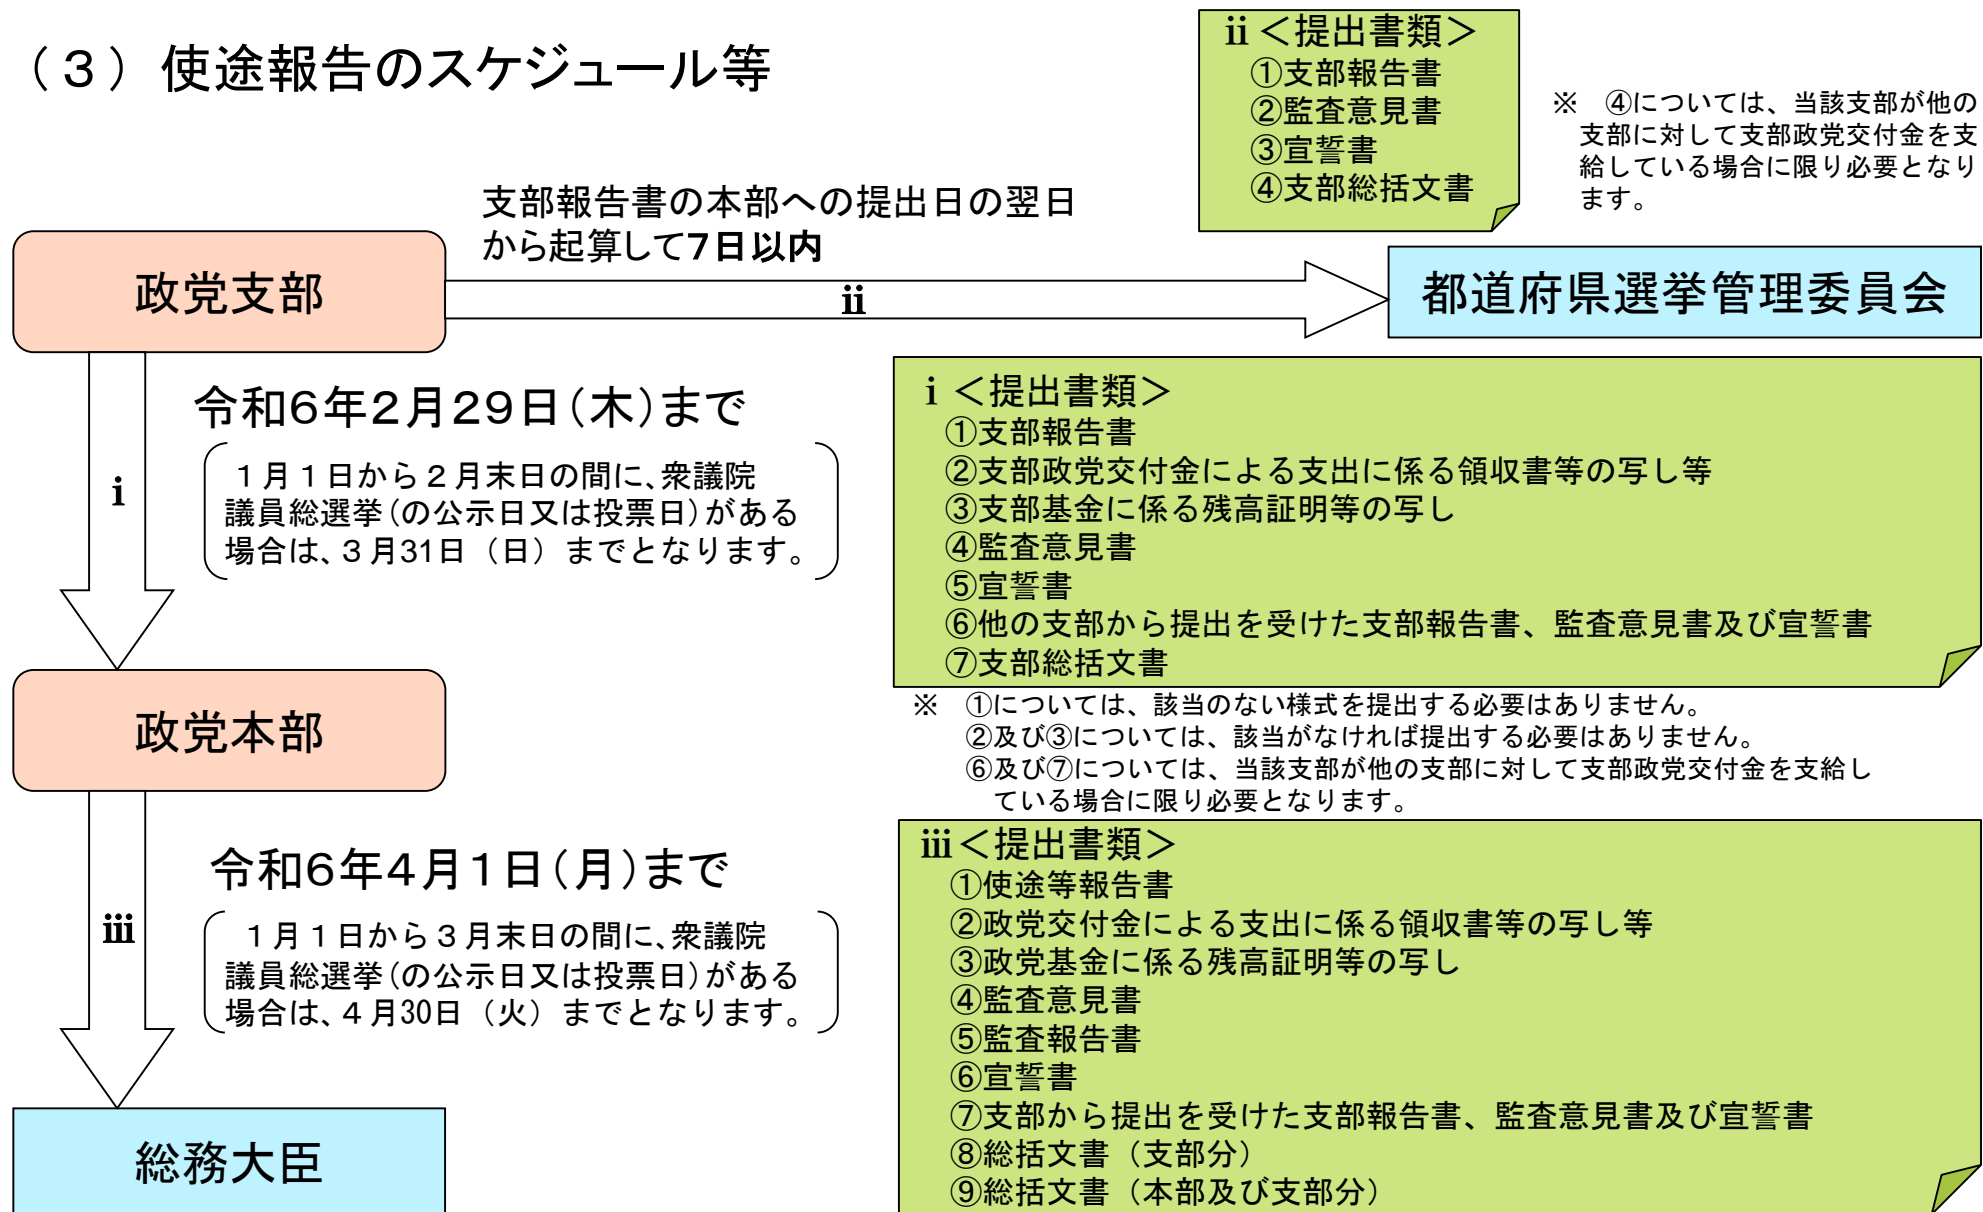 （３）使途報告のスケジュール等
ⅱ＜提出書類＞
①支部報告書
②監査意見書
③宣誓書
④支部総括文書
※　④については、当該支部が他の
支部に対して支部政党交付金を支
給している場合に限り必要となり
ます。
支部報告書の本部への提出日の翌日
から起算して7日以内
政党支部
ⅱ
都道府県選挙管理委員会
ⅰ
令和6年2月29日（木）まで
１月１日から２月末日の間に、衆議院
議員総選挙（の公示日又は投票日）がある
場合は、３月31日（日）までとなります。
ⅰ＜提出書類＞
①支部報告書
②支部政党交付金による支出に係る領収書等の写し等
③支部基金に係る残高証明等の写し
④監査意見書
⑤宣誓書
⑥他の支部から提出を受けた支部報告書、監査意見書及び宣誓書
⑦支部総括文書
※　①については、該当のない様式を提出する必要はありません。
②及び③については、該当がなければ提出する必要はありません。
⑥及び⑦については、当該支部が他の支部に対して支部政党交付金を支給し
ている場合に限り必要となります。
政党本部
ⅲ
令和6年4月1日（月）まで
１月１日から３月末日の間に、衆議院
議員総選挙（の公示日又は投票日）がある
場合は、４月30日（火）までとなります。
ⅲ＜提出書類＞
①使途等報告書
②政党交付金による支出に係る領収書等の写し等
③政党基金に係る残高証明等の写し
④監査意見書
⑤監査報告書
⑥宣誓書
⑦支部から提出を受けた支部報告書、監査意見書及び宣誓書
⑧総括文書（支部分）
⑨総括文書（本部及び支部分）
総務大臣